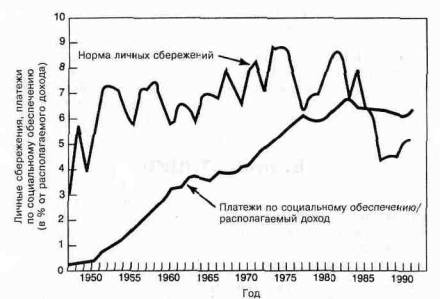 Личные сбережения, платежи
по социальному обеспечению
(в % от располагаемого дохода)
10
9
8
7
6
5
4
3
2
1
0
Норма личных сбережений
Платежи по социальному обеспечению/
располагаемый доход
1950 1955 1960 1965 1970 1975 1980 1985 1990
Год